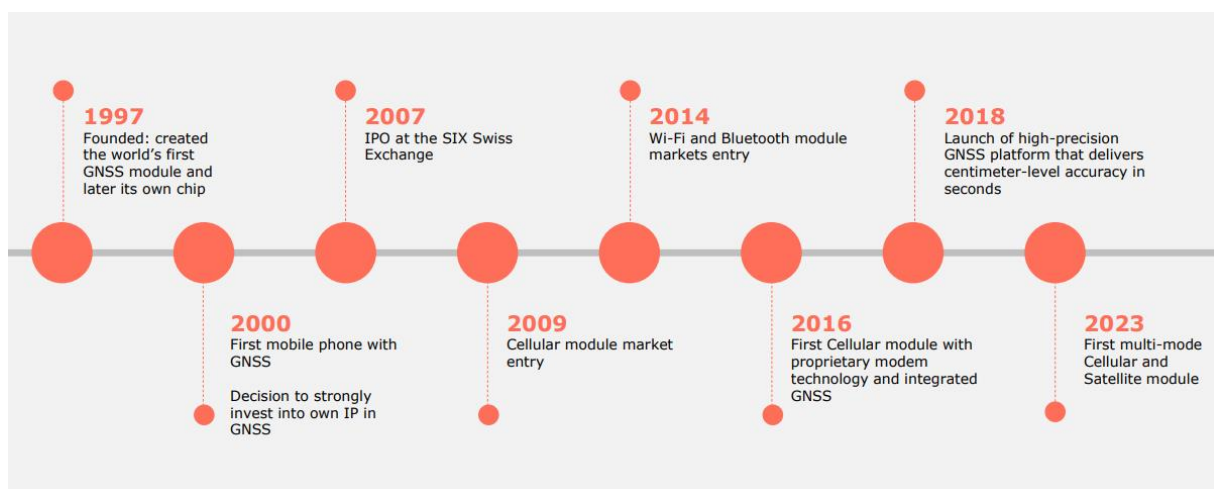 1997
Founded: created
the world's first
GNSS module and
later its own chip
2000
First mobile phone with
GNSS
Decision to strongly
invest into own IP in
GNSS
2007
IPO at the SIX Swiss
Exchange
2009
Cellular module market
entry
2014
Wi-Fi and Bluetooth module
markets entry
2016
First Cellular module with
proprietary modem
technology and integrated
GNSS
2018
Launch of high-precision
GNSS platform that delivers
centimeter-level accuracy in
seconds
2023
First multi-mode
Cellular and
Satellite module